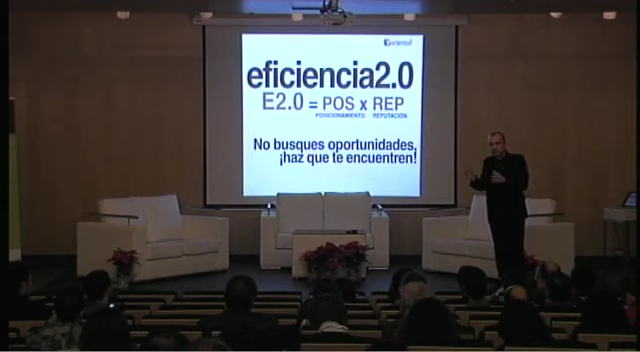 eficiencia2.0
E2.0 = POS x REP
POSICIONAMIENTO REPUTACIÓN
No busques oportunidades,
¡haz que te encuentren!